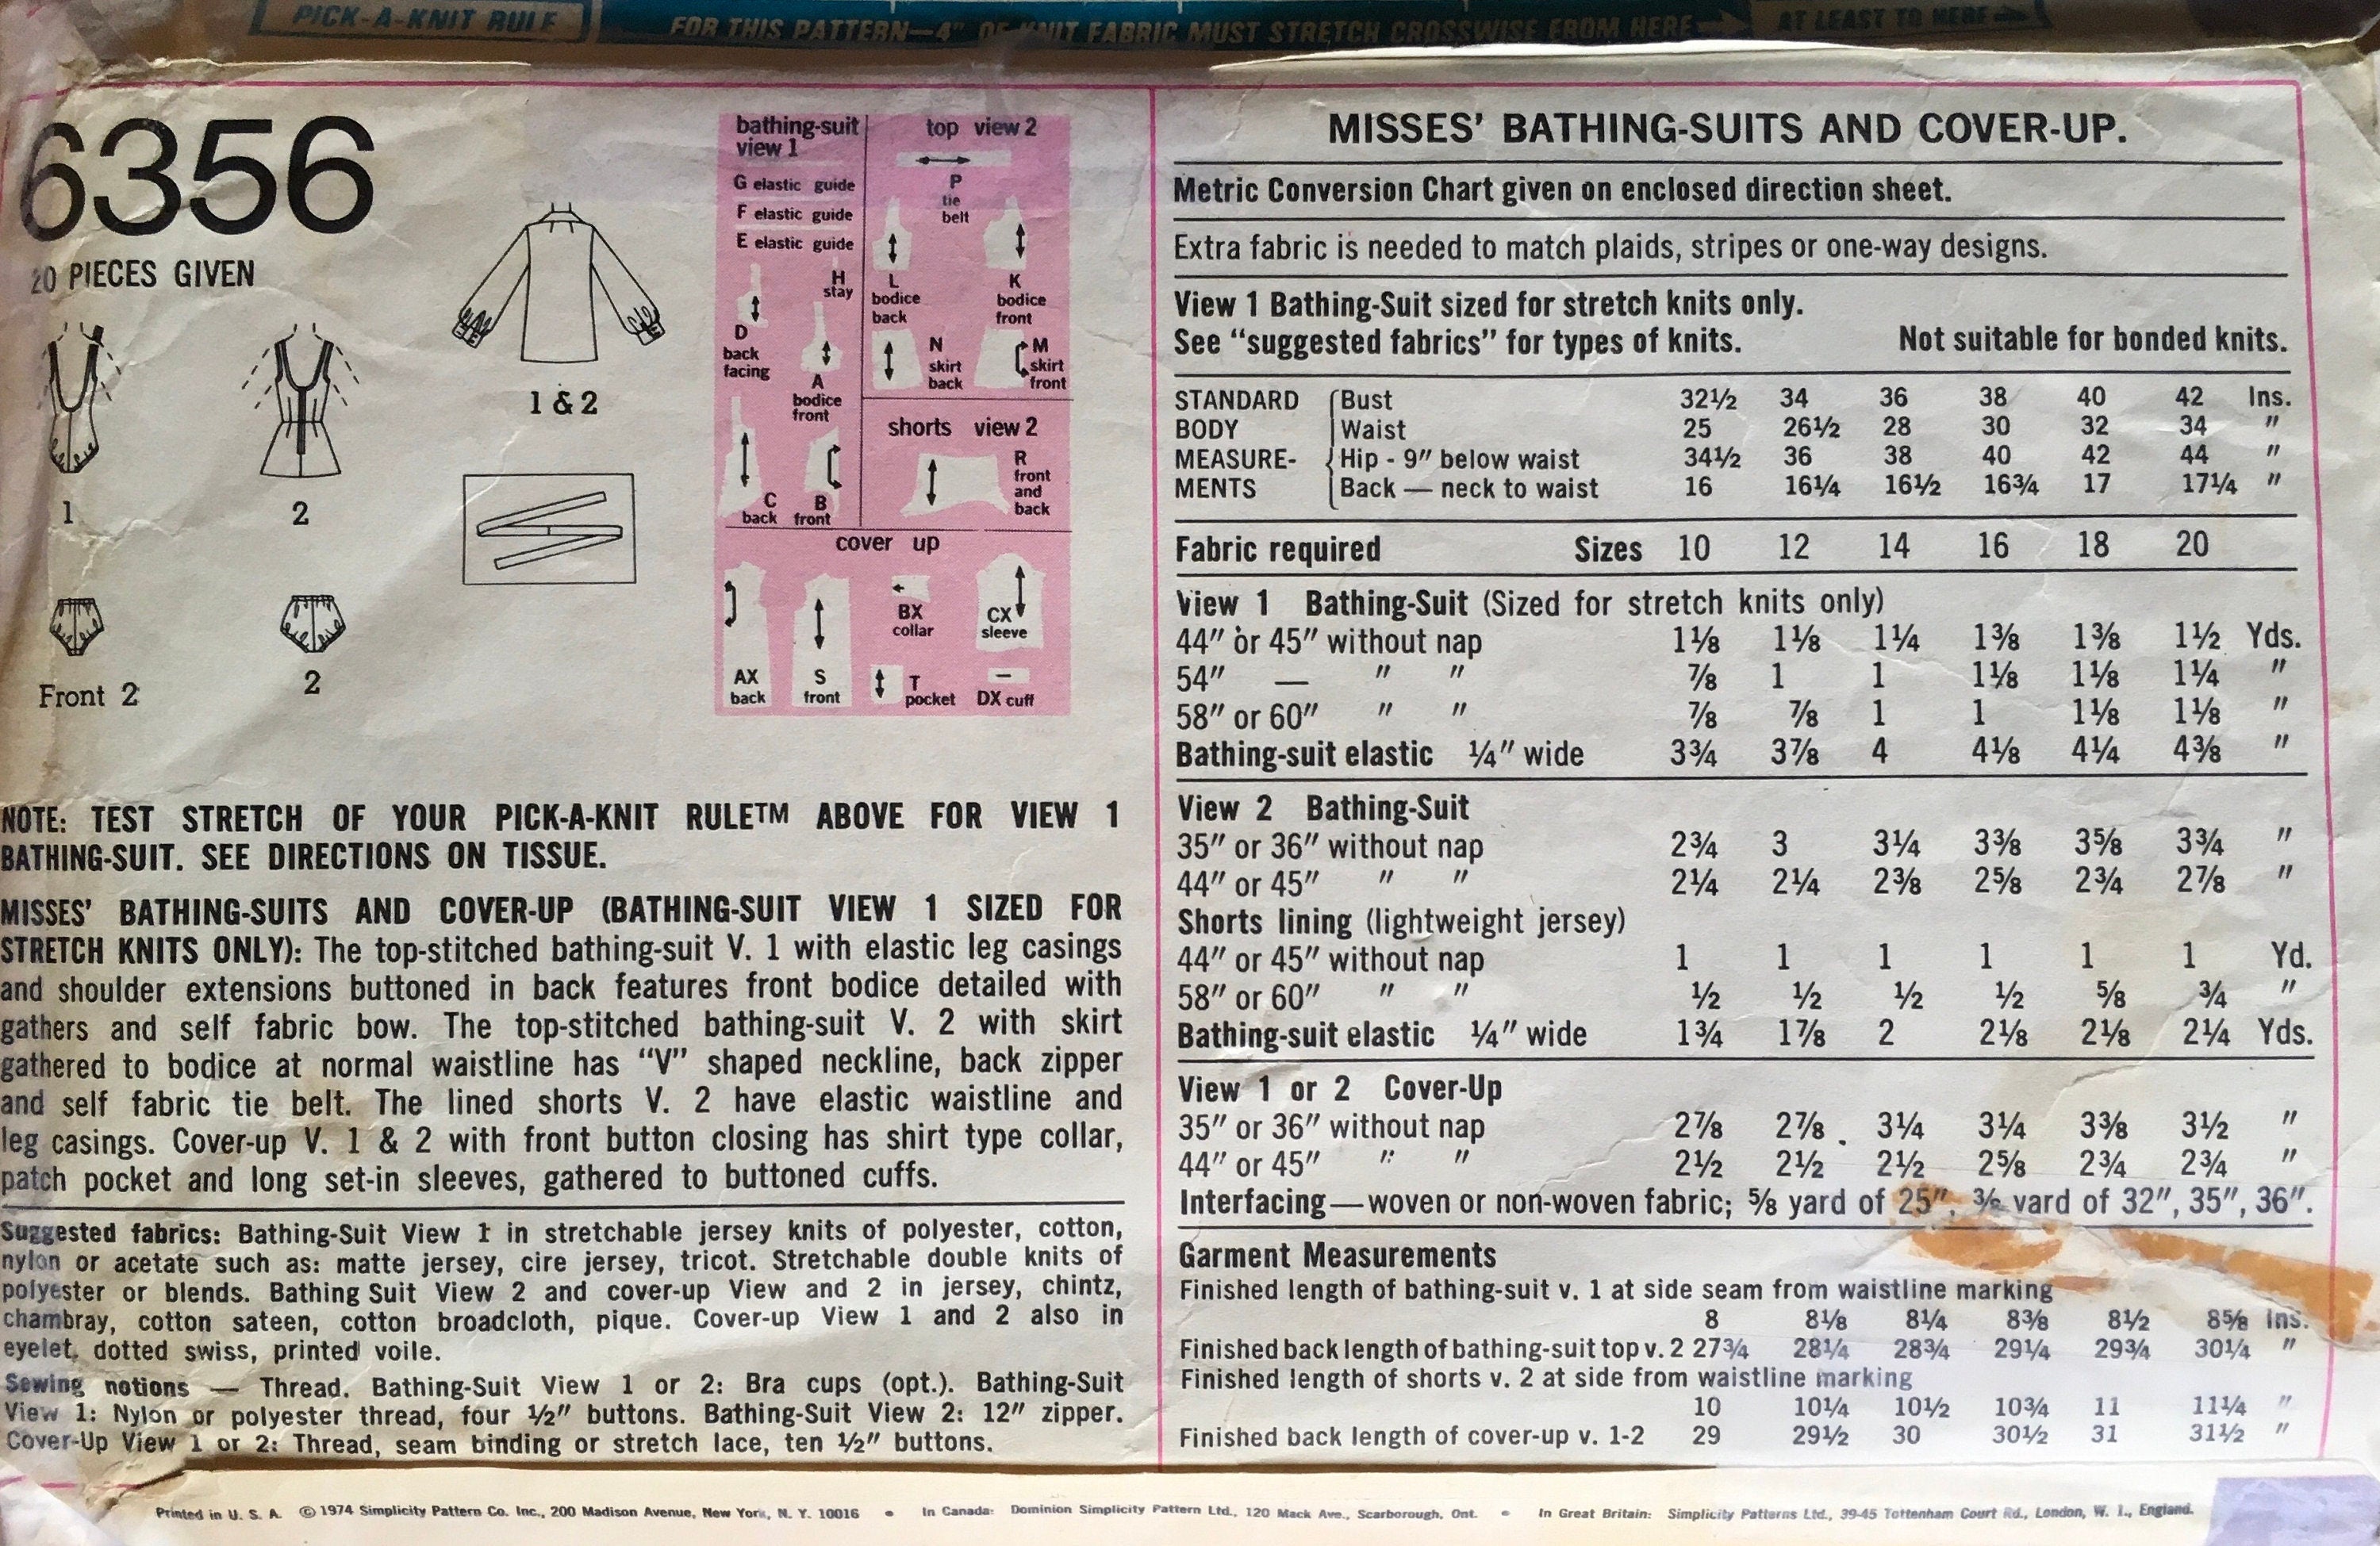 PICK-A-KNIT RULE
FOR THIS PATTERN—4" OF KNIT FABRIC MUST STRETCH CROSSWISE FROM HERE
AT LEAST TO HERE
6356
20 PIECES GIVEN
1
2
1 & 2
Front 2
2
bathing-suit
view 1
G elastic guide
F elastic guide
E elastic guide
H
stay
D
back
facing
A
bodice
front
C
back
B
front
top view 2
P
tie
belt
L
bodice
back
K
bodice
front
N
skirt
back
M
skirt
front
shorts view 2
R
front
and
back
cover up
BX
collar
CX
sleeve
AX
back
S
front
T
pocket
DX cuff
NOTE: TEST STRETCH OF YOUR PICK-A-KNIT RULE™ ABOVE FOR VIEW 1
BATHING-SUIT. SEE DIRECTIONS ON TISSUE.
MISSES' BATHING-SUITS AND COVER-UP (BATHING-SUIT VIEW 1 SIZED FOR
STRETCH KNITS ONLY): The top-stitched bathing-suit V. 1 with elastic leg casings
and shoulder extensions buttoned in back features front bodice detailed with
gathers and self fabric bow. The top-stitched bathing-suit V. 2 with skirt
gathered to bodice at normal waistline has "V" shaped neckline, back zipper
and self fabric tie belt. The lined shorts V. 2 have elastic waistline and
leg casings. Cover-up V. 1 & 2 with front button closing has shirt type collar,
patch pocket and long set-in sleeves, gathered to buttoned cuffs.
Suggested fabrics: Bathing-Suit View 1 in stretchable jersey knits of polyester, cotton,
nylon or acetate such as: matte jersey, cire jersey, tricot. Stretchable double knits of
polyester or blends. Bathing Suit View 2 and cover-up View and 2 in jersey, chintz,
chambray, cotton sateen, cotton broadcloth, pique. Cover-up View 1 and 2 also in
eyelet, dotted swiss, printed voile.
Sewing notions — Thread. Bathing-Suit View 1 or 2: Bra cups (opt.). Bathing-Suit
View 1: Nylon or polyester thread, four ½" buttons. Bathing-Suit View 2: 12" zipper.
Cover-Up View 1 or 2: Thread, seam binding or stretch lace, ten ½" buttons.
MISSES' BATHING-SUITS AND COVER-UP.
Metric Conversion Chart given on enclosed direction sheet.
Extra fabric is needed to match plaids, stripes or one-way designs.
View 1 Bathing-Suit sized for stretch knits only.
See "suggested fabrics" for types of knits. Not suitable for bonded knits.
STANDARD Bust 32½ 34 36 38 40 42 Ins.
BODY Waist 25 26½ 28 30 32 34 "
MEASURE- Hip - 9" below waist 34½ 36 38 40 42 44 "
MENTS Back — neck to waist 16 16¼ 16½ 16¾ 17 17¼ "
Fabric required Sizes 10 12 14 16 18 20
View 1 Bathing-Suit (Sized for stretch knits only)
44" or 45" without nap 1⅛ 1⅛ 1¼ 1⅜ 1⅜ 1½ Yds.
54" — " " ⅞ 1 1 1⅛ 1⅛ 1¼ "
58" or 60" " " ⅞ ⅞ 1 1 1⅛ 1⅛ "
Bathing-suit elastic ¼" wide 3¾ 3⅞ 4 4⅛ 4¼ 4⅜ "
View 2 Bathing-Suit
35" or 36" without nap 2¾ 3 3¼ 3⅜ 3⅝ 3¾ "
44" or 45" " " 2¼ 2¼ 2⅜ 2⅝ 2¾ 2⅞ "
Shorts lining (lightweight jersey)
44" or 45" without nap 1 1 1 1 1 1 Yd.
58" or 60" " " ½ ½ ½ ½ ⅝ ¾ "
Bathing-suit elastic ¼" wide 1¾ 1⅞ 2 2⅛ 2⅛ 2¼ Yds.
View 1 or 2 Cover-Up
35" or 36" without nap 2⅞ 2⅞ 3¼ 3¼ 3⅜ 3½ "
44" or 45" " " 2½ 2½ 2½ 2⅝ 2¾ 2¾ "
Interfacing—woven or non-woven fabric; ⅝ yard of 25", ⅜ yard of 32", 35", 36".
Garment Measurements
Finished length of bathing-suit v. 1 at side seam from waistline marking
8 8⅛ 8¼ 8⅜ 8½ 8⅝ Ins.
Finished back length of bathing-suit top v. 2 27¾ 28¼ 28¾ 29¼ 29¾ 30¼ "
Finished length of shorts v. 2 at side from waistline marking
10 10¼ 10½ 10¾ 11 11¼ "
Finished back length of cover-up v. 1-2 29 29½ 30 30½ 31 31½ "
Printed in U. S. A. © 1974 Simplicity Pattern Co. Inc., 200 Madison Avenue, New York, N. Y. 10016 • In Canada: Dominion Simplicity Pattern Ltd., 120 Mack Ave., Scarborough, Ont. • In Great Britain: Simplicity Patterns Ltd., 39-45 Tottenham Court Rd., London, W. 1., England.